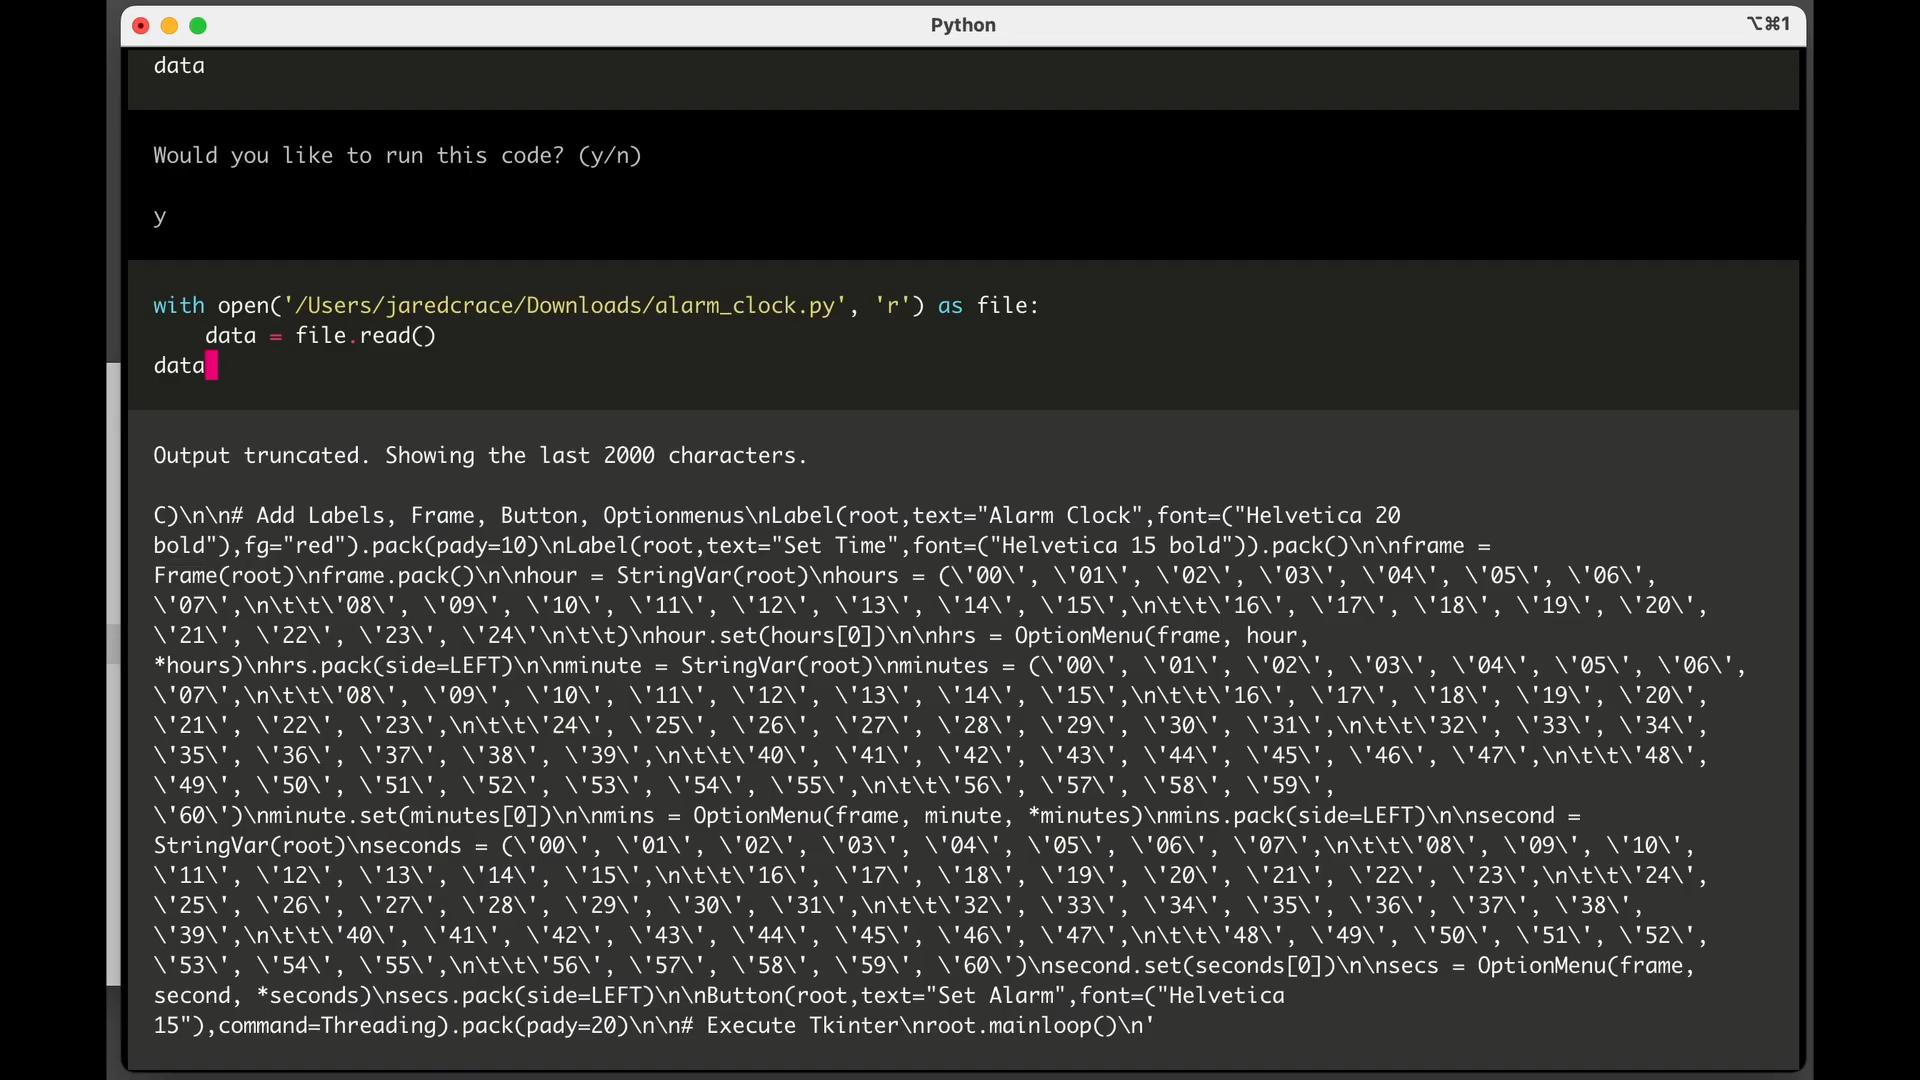 Python
⌥⌘1
data
Would you like to run this code? (y/n)
y
with open('/Users/jaredcrace/Downloads/alarm_clock.py', 'r') as file:
    data = file.read()
data
Output truncated. Showing the last 2000 characters.
C)\n\n# Add Labels, Frame, Button, Optionmenus\nLabel(root,text="Alarm Clock",font=("Helvetica 20
bold"),fg="red").pack(pady=10)\nLabel(root,text="Set Time",font=("Helvetica 15 bold")).pack()\n\nframe =
Frame(root)\nframe.pack()\n\nhour = StringVar(root)\nhours = (\'00\', \'01\', \'02\', \'03\', \'04\', \'05\', \'06\',
\'07\',\n\t\t\'08\', \'09\', \'10\', \'11\', \'12\', \'13\', \'14\', \'15\',\n\t\t\'16\', \'17\', \'18\', \'19\', \'20\',
\'21\', \'22\', \'23\', \'24\'\n\t\t)\nhour.set(hours[0])\n\nhrs = OptionMenu(frame, hour,
*hours)\nhrs.pack(side=LEFT)\n\nminute = StringVar(root)\nminutes = (\'00\', \'01\', \'02\', \'03\', \'04\', \'05\', \'06\',
\'07\',\n\t\t\'08\', \'09\', \'10\', \'11\', \'12\', \'13\', \'14\', \'15\',\n\t\t\'16\', \'17\', \'18\', \'19\', \'20\',
\'21\', \'22\', \'23\',\n\t\t\'24\', \'25\', \'26\', \'27\', \'28\', \'29\', \'30\', \'31\',\n\t\t\'32\', \'33\', \'34\',
\'35\', \'36\', \'37\', \'38\', \'39\',\n\t\t\'40\', \'41\', \'42\', \'43\', \'44\', \'45\', \'46\', \'47\',\n\t\t\'48\',
\'49\', \'50\', \'51\', \'52\', \'53\', \'54\', \'55\',\n\t\t\'56\', \'57\', \'58\', \'59\',
\'60\')\nminute.set(minutes[0])\n\nmins = OptionMenu(frame, minute, *minutes)\nmins.pack(side=LEFT)\n\nsecond =
StringVar(root)\nseconds = (\'00\', \'01\', \'02\', \'03\', \'04\', \'05\', \'06\', \'07\',\n\t\t\'08\', \'09\', \'10\',
\'11\', \'12\', \'13\', \'14\', \'15\',\n\t\t\'16\', \'17\', \'18\', \'19\', \'20\', \'21\', \'22\', \'23\',\n\t\t\'24\',
\'25\', \'26\', \'27\', \'28\', \'29\', \'30\', \'31\',\n\t\t\'32\', \'33\', \'34\', \'35\', \'36\', \'37\', \'38\',
\'39\',\n\t\t\'40\', \'41\', \'42\', \'43\', \'44\', \'45\', \'46\', \'47\',\n\t\t\'48\', \'49\', \'50\', \'51\', \'52\',
\'53\', \'54\', \'55\',\n\t\t\'56\', \'57\', \'58\', \'59\', \'60\')\nsecond.set(seconds[0])\n\nsecs = OptionMenu(frame,
second, *seconds)\nsecs.pack(side=LEFT)\n\nButton(root,text="Set Alarm",font=("Helvetica
15"),command=Threading).pack(pady=20)\n\n# Execute Tkinter\nroot.mainloop()\n'